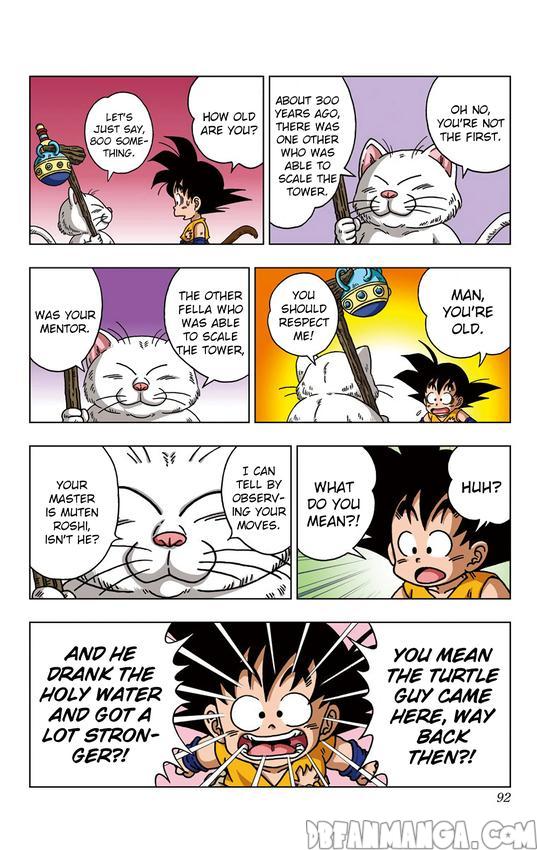 OH NO,
YOU'RE NOT
THE FIRST.
ABOUT 300
YEARS AGO,
THERE WAS
ONE OTHER
WHO WAS
ABLE TO
SCALE THE
TOWER.
HOW OLD
ARE YOU?
LET'S
JUST SAY,
800 SOME-
THING.
MAN,
YOU'RE
OLD.
YOU
SHOULD
RESPECT
ME!
THE OTHER
FELLA WHO
WAS ABLE
TO SCALE
THE TOWER,
WAS YOUR
MENTOR.
HUH?
WHAT
DO YOU
MEAN?!
I CAN
TELL BY
OBSERV-
ING YOUR
MOVES.
YOUR
MASTER
IS MUTEN
ROSHI,
ISN'T HE?
YOU MEAN
THE TURTLE
GUY CAME
HERE, WAY
BACK
THEN?!
AND HE
DRANK THE
HOLY WATER
AND GOT A
LOT STRON-
GER?!
92
DBFANMANGA.COM